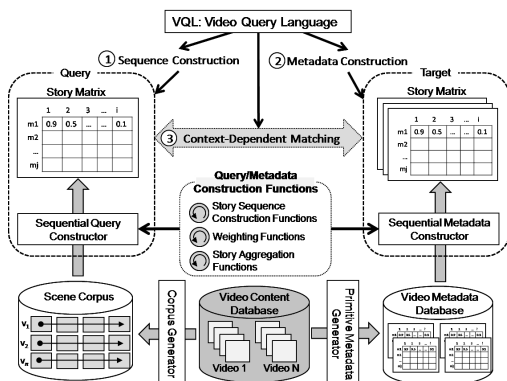 VQL: Video Query Language
1 Sequence Construction
2 Metadata Construction
Query
Target
Story Matrix
1 2 3 ... i
m1 0.9 0.5 ... ... 0.1
m2
...
mj
Story Matrix
1 2 3 ... i
m1 0.9 0.5 ... ... 0.1
m2
...
mj
3 Context-Dependent Matching
Query/Metadata
Construction Functions
Story Sequence
Construction Functions
Weighting Functions
Story Aggregation
Functions
Sequential Query
Constructor
Sequential Metadata
Constructor
Scene Corpus
v1
v2
vn
Corpus
Generator
Video Content
Database
Video 1 Video N
Primitive Metadata
Generator
Video Metadata
Database